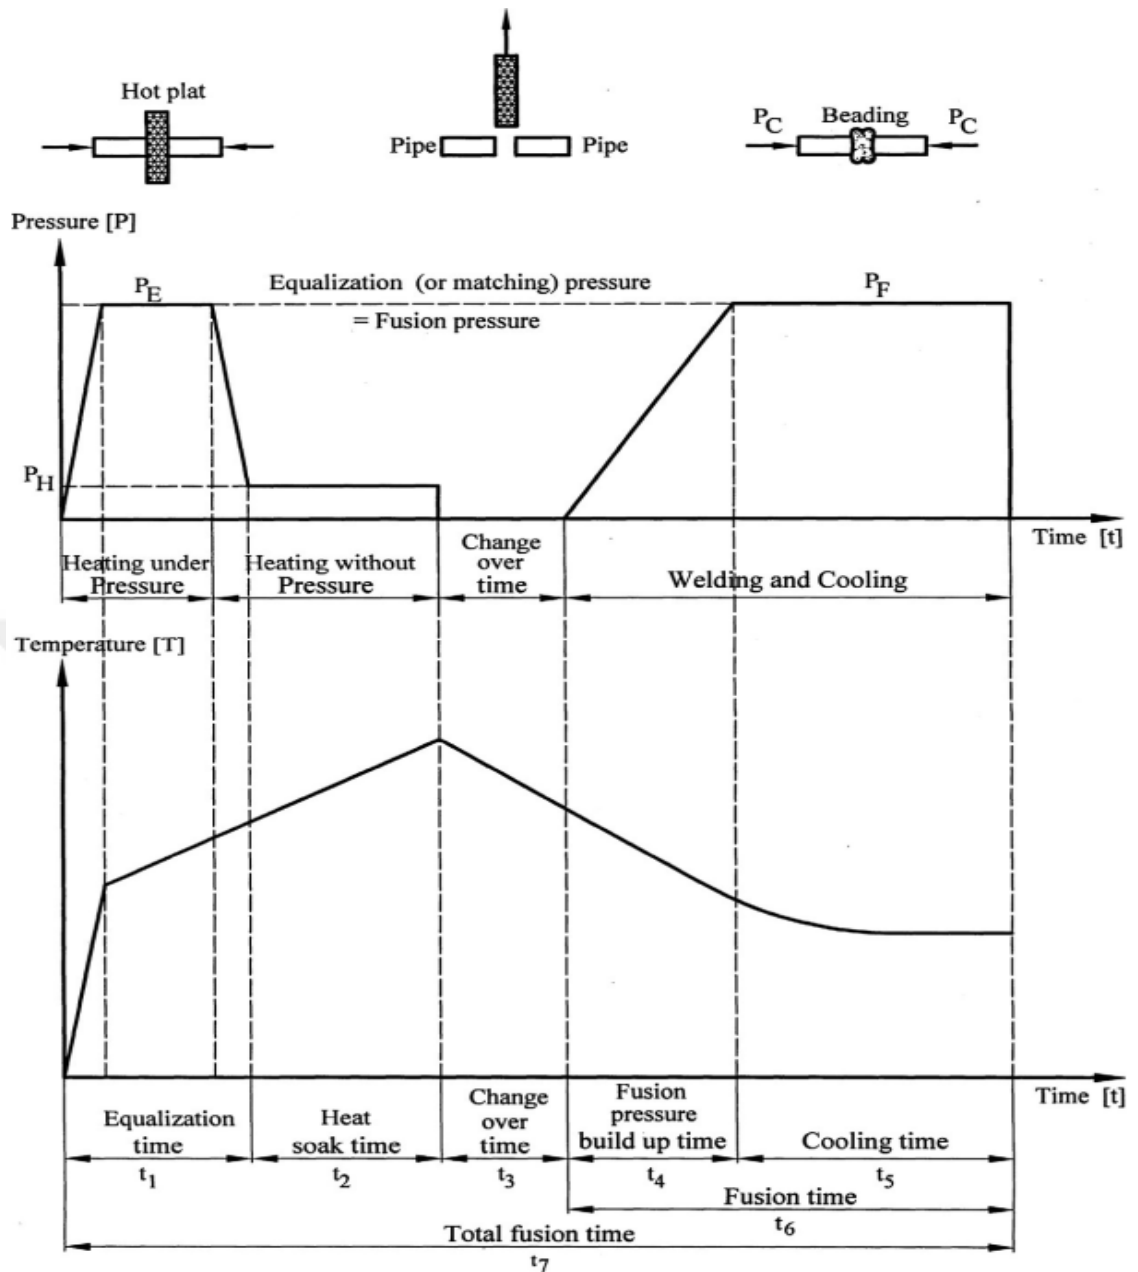 Hot plat
Pipe
Pipe
P_C
Beading
P_C
Pressure [P]
P_E
Equalization (or matching) pressure
= Fusion pressure
P_F
P_H
Time [t]
Heating under
Pressure
Heating without
Pressure
Change
over
time
Welding and Cooling
Temperature [T]
Time [t]
Equalization
time
t_1
Heat
soak time
t_2
Change
over
time
t_3
Fusion
pressure
build up time
t_4
Cooling time
t_5
Fusion time
t_6
Total fusion time
t_7